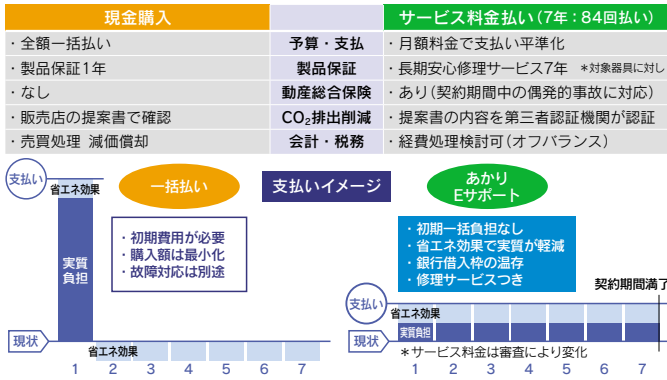 現金購入
サービス料金払い（7年：84回払い）
・全額一括払い 予算・支払 ・月額料金で支払い平準化
・製品保証1年 製品保証 ・長期安心修理サービス7年 ＊対象器具に対し
・なし 動産総合保険 ・あり（契約期間中の偶発的事故に対応）
・販売店の提案書で確認 CO₂排出削減 ・提案書の内容を第三者認証機関が認証
・売買処理 減価償却 会計・税務 ・経費処理検討可（オフバランス）
支払い
省エネ効果
一括払い
支払いイメージ
あかり
Eサポート
実質
負担
・初期費用が必要
・購入額は最小化
・故障対応は別途
・初期一括負担なし
・省エネ効果で実質が軽減
・銀行借入枠の温存
・修理サービスつき
契約期間満了
支払い
省エネ効果
実質負担
現状
省エネ効果
現状
＊サービス料金は審査により変化
1 2 3 4 5 6 7
1 2 3 4 5 6 7